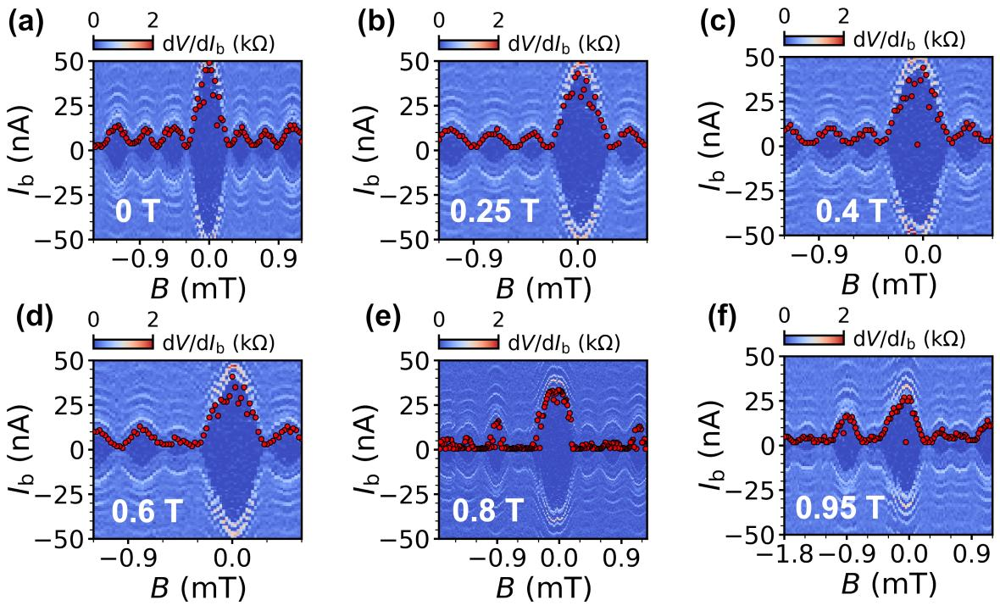 (a) 0 2 (b) 0 2 (c) 0 2
dV/dI_b (kΩ) dV/dI_b (kΩ) dV/dI_b (kΩ)
50 50 50
25 25 25
I_b (nA) 0 I_b (nA) 0 I_b (nA) 0
−25 0 T −25 0.25 T −25 0.4 T
−50 −50 −50
−0.9 0.0 0.9 −0.9 0.0 −0.9 0.0
B (mT) B (mT) B (mT)
(d) 0 2 (e) 0 2 (f) 0 2
dV/dI_b (kΩ) dV/dI_b (kΩ) dV/dI_b (kΩ)
50 50 50
25 25 25
I_b (nA) 0 I_b (nA) 0 I_b (nA) 0
−25 0.6 T −25 0.8 T −25 0.95 T
−50 −50 −50
−0.9 0.0 −0.9 0.0 0.9 −1.8 −0.9 0.0 0.9
B (mT) B (mT) B (mT)